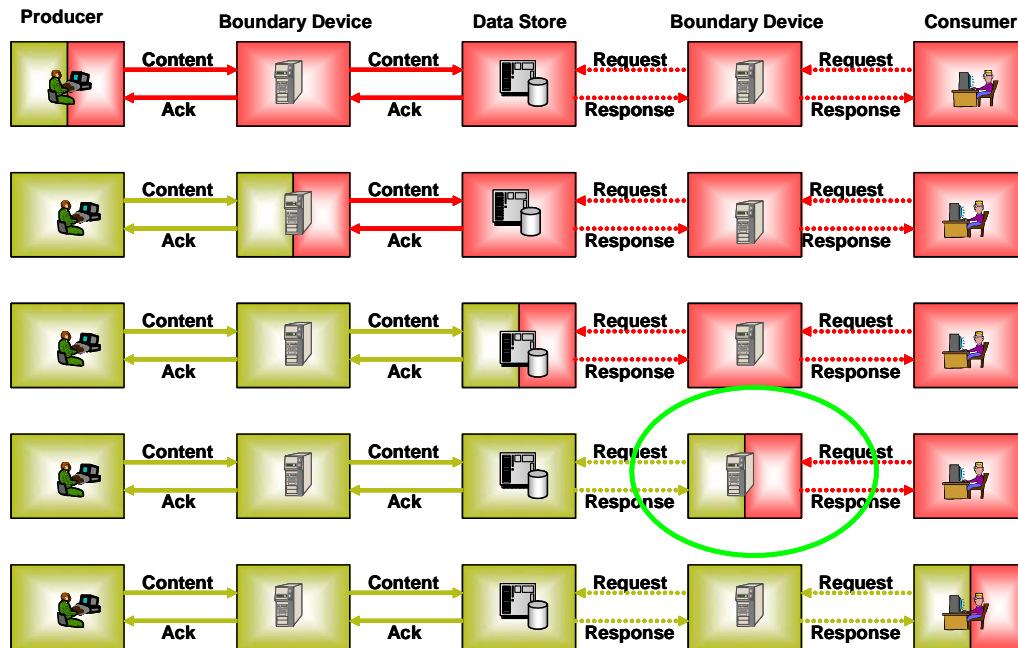 Producer Boundary Device Data Store Boundary Device Consumer
Content Content Request Request
Ack Ack Response Response
Content Content Request Request
Ack Ack Response Response
Content Content Request Request
Ack Ack Response Response
Content Content Request Request
Ack Ack Response Response
Content Content Request Request
Ack Ack Response Response